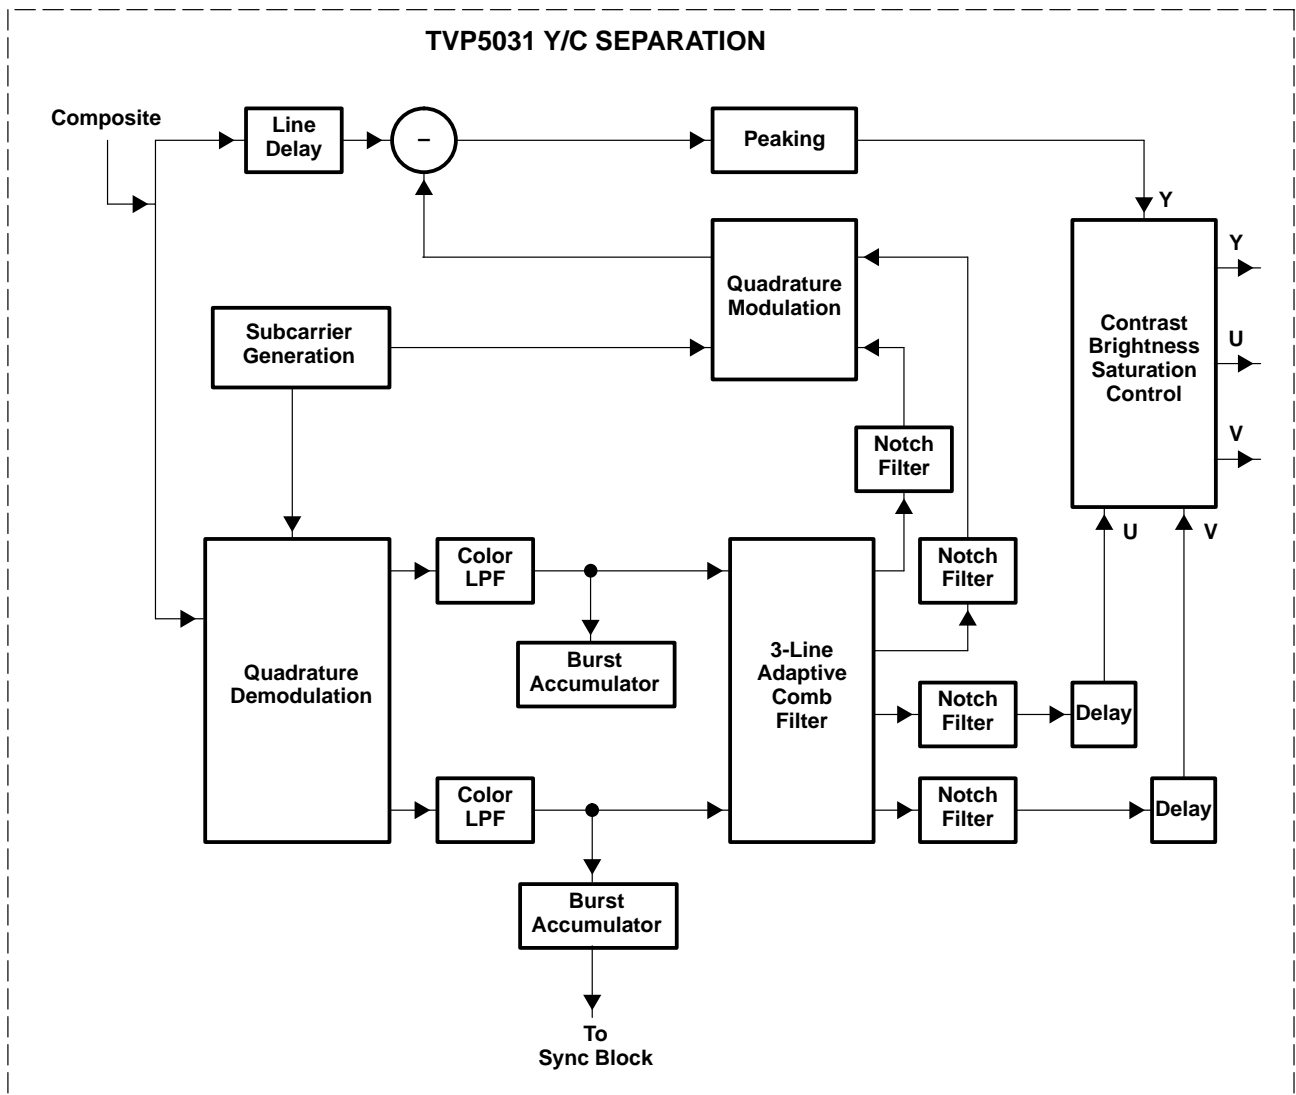 TVP5031 Y/C SEPARATION
Composite
Line
Delay
–
Peaking
Y
Y
U
V
Quadrature
Modulation
Subcarrier
Generation
Contrast
Brightness
Saturation
Control
Notch
Filter
U
V
Color
LPF
Notch
Filter
Burst
Accumulator
Quadrature
Demodulation
3-Line
Adaptive
Comb
Filter
Notch
Filter
Delay
Color
LPF
Notch
Filter
Delay
Burst
Accumulator
To
Sync Block